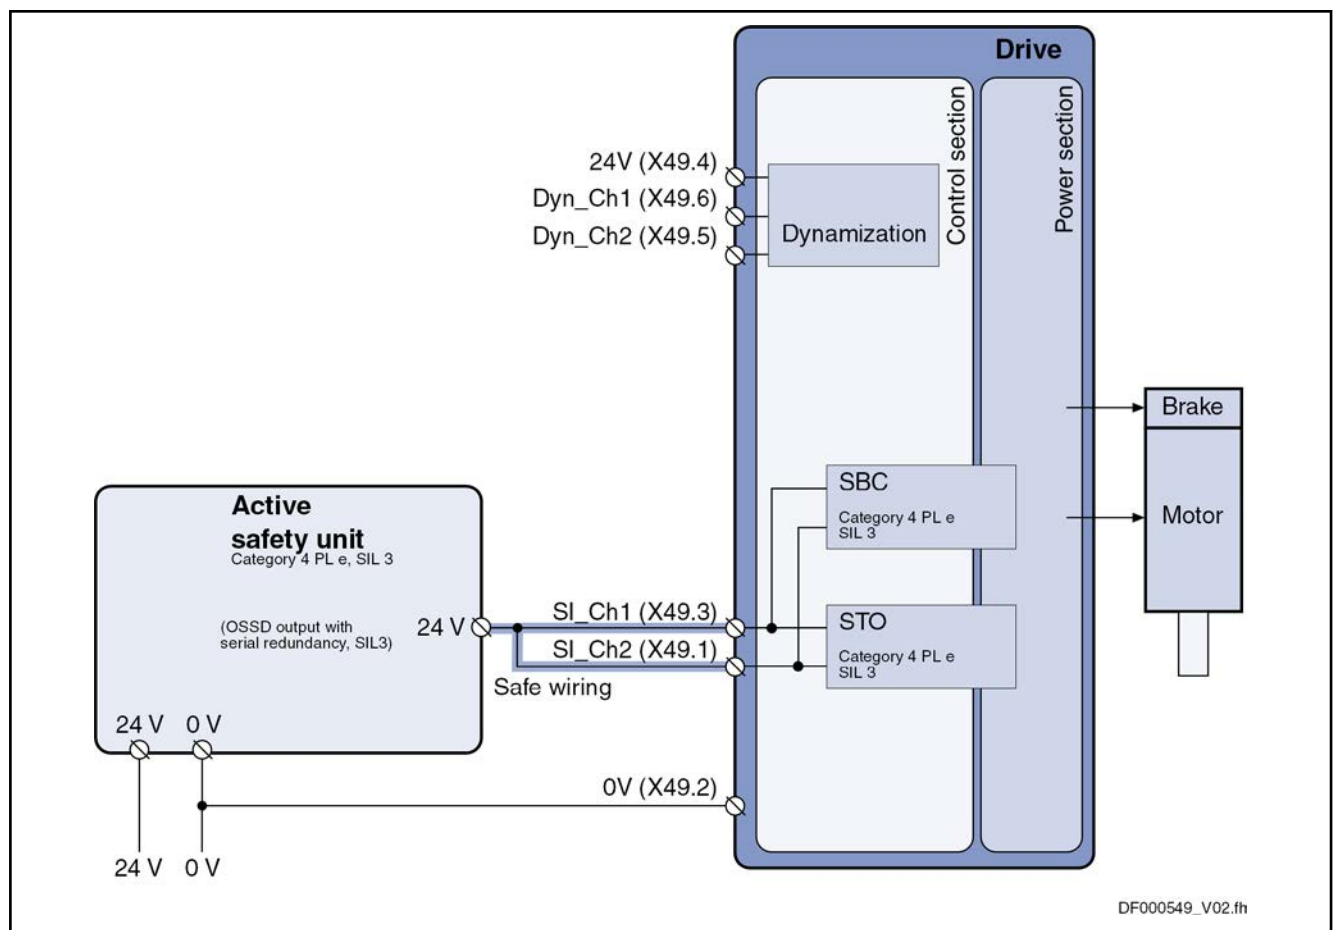 Drive
Control section
Power section
24V (X49.4)
Dyn_Ch1 (X49.6)
Dyn_Ch2 (X49.5)
Dynamization
Brake
Motor
SBC
Category 4 PL e
SIL 3
Active
safety unit
Category 4 PL e, SIL 3
(OSSD output with
serial redundancy, SIL3)
24 V
SI_Ch1 (X49.3)
SI_Ch2 (X49.1)
Safe wiring
STO
Category 4 PL e
SIL 3
24 V 0 V
0V (X49.2)
24 V 0 V
DF000549_V02.fh